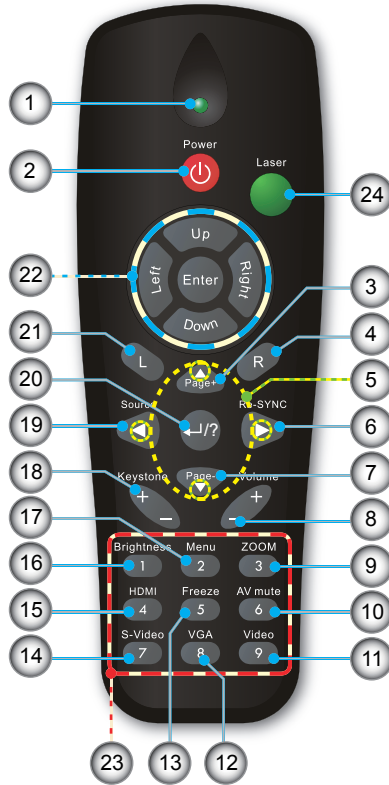 1
Power
2
Laser
24
Up
22
Left
Enter
Right
3
Down
21
L
R
4
20
Page+
5
19
Source
Re-SYNC
/?
6
18
Keystone
Page-
Volume
7
+
+
17
−
−
8
Brightness
Menu
ZOOM
16
1
2
3
9
HDMI
Freeze
AV mute
15
4
5
6
10
S-Video
VGA
Video
14
7
8
9
11
23
13
12